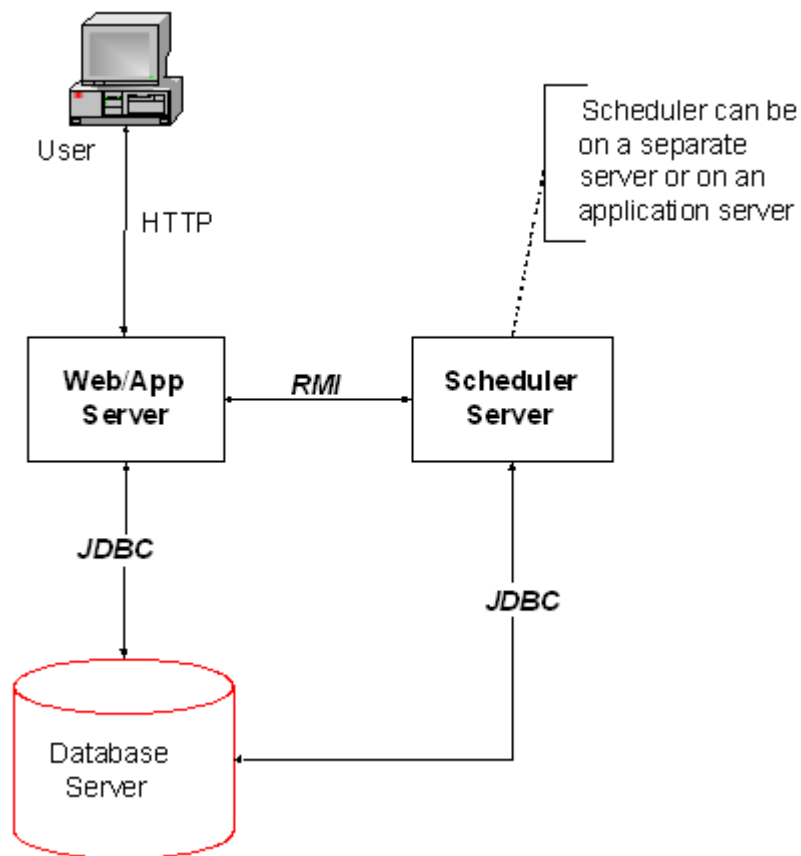 User
HTTP
Scheduler can be
on a separate
server or on an
application server
Web/App
Server
RMI
Scheduler
Server
JDBC
JDBC
Database
Server